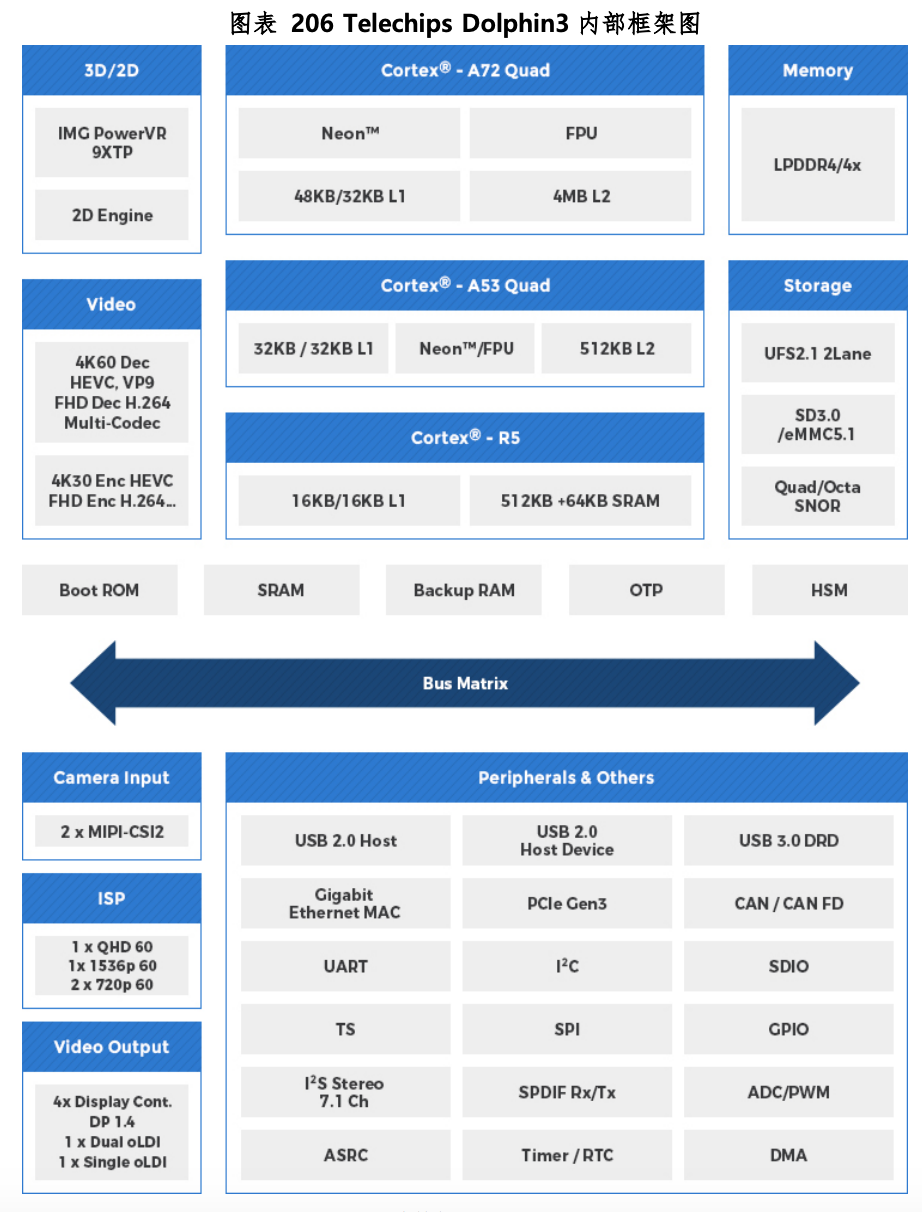 图表 206 Telechips Dolphin3 内部框架图
3D/2D
IMG PowerVR
9XTP
2D Engine
Cortex® - A72 Quad
Neon™
FPU
48KB/32KB L1
4MB L2
Memory
LPDDR4/4x
Video
4K60 Dec
HEVC, VP9
FHD Dec H.264
Multi-Codec
4K30 Enc HEVC
FHD Enc H.264...
Cortex® - A53 Quad
32KB / 32KB L1
Neon™/FPU
512KB L2
Cortex® - R5
16KB/16KB L1
512KB +64KB SRAM
Storage
UFS2.1 2Lane
SD3.0
/eMMC5.1
Quad/Octa
SNOR
Boot ROM
SRAM
Backup RAM
OTP
HSM
Bus Matrix
Camera Input
2 x MIPI-CSI2
ISP
1 x QHD 60
1x 1536p 60
2 x 720p 60
Video Output
4x Display Cont.
DP 1.4
1 x Dual oLDI
1 x Single oLDI
Peripherals & Others
USB 2.0 Host
USB 2.0
Host Device
USB 3.0 DRD
Gigabit
Ethernet MAC
PCIe Gen3
CAN / CAN FD
UART
I²C
SDIO
TS
SPI
GPIO
I²S Stereo
7.1 Ch
SPDIF Rx/Tx
ADC/PWM
ASRC
Timer / RTC
DMA